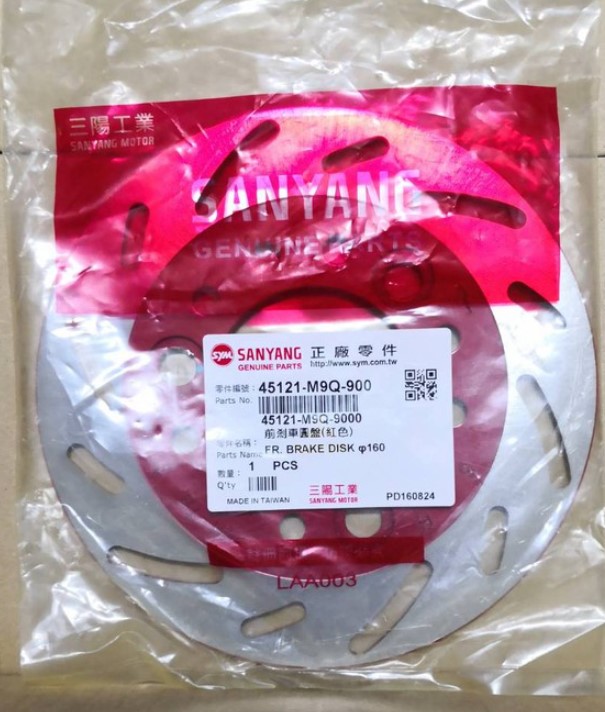 三陽工業
SANYANG MOTOR
SANYANG
GENUINE PARTS
SYM SANYANG 正廠零件
GENUINE PARTS http://www.sym.com.tw
零件編號: 45121-M9Q-900
Parts No.
45121-M9Q-9000
前剎車圓盤(紅色)
零件名稱:
Parts Name FR. BRAKE DISK φ160
數量: 1 PCS
Q'ty
MADE IN TAIWAN 三陽工業 PD160824
SANYANG MOTOR
LAA003